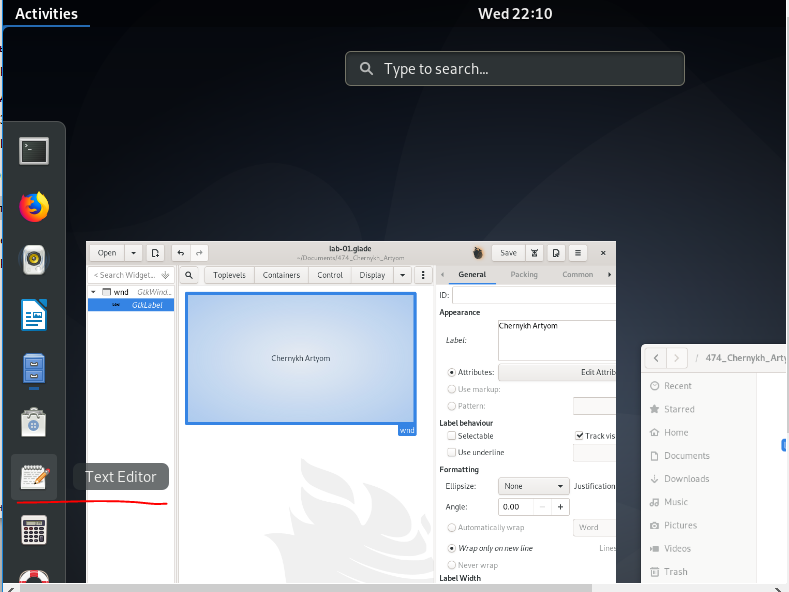 Activities
Wed 22:10
Type to search...
lab-01.glade
~/Documents/474_Chernykh_Artyom
Open
Save
< Search Widget...
Toplevels
Containers
Control
Display
General
Packing
Common
wnd GtkWind...
GtkLabel
ID:
Appearance
Chernykh Artyom
Label:
Chernykh Artyom
Attributes:
Edit Attrib
Use markup:
Pattern:
wnd
Label behaviour
Selectable
Track vis
Use underline
Formatting
Ellipsize:
None
Justification
Angle:
0.00
Automatically wrap
Word
Wrap only on new line
Lines
Never wrap
Label Width
Text Editor
/ 474_Chernykh_Arty
Recent
Starred
Home
Documents
Downloads
Music
Pictures
Videos
Trash